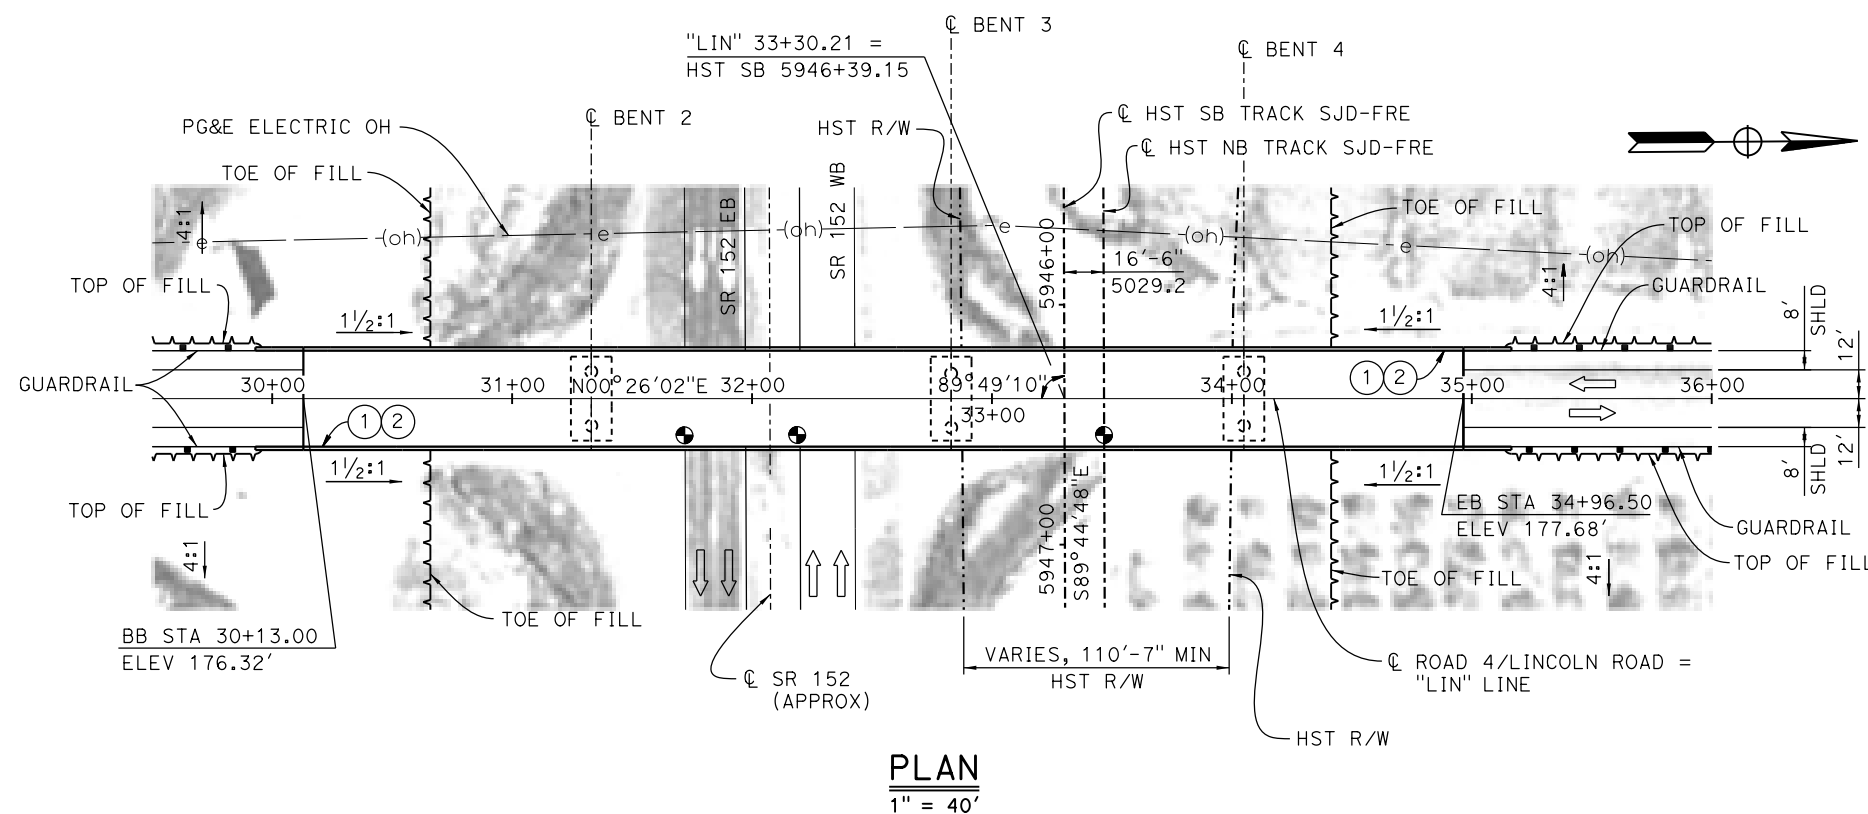 ℄ BENT 3
"LIN" 33+30.21 =
HST SB 5946+39.15
℄ BENT 4
℄ BENT 2
℄ HST SB TRACK SJD-FRE
PG&E ELECTRIC OH
HST R/W
℄ HST NB TRACK SJD-FRE
TOE OF FILL
SR 152 EB
SR 152 WB
4:1
e
(oh)
e
(oh)
e
(oh)
e
(oh)
TOE OF FILL
TOP OF FILL
5946+00
16'-6"
5029.2
4:1
TOP OF FILL
GUARDRAIL
8'
SHLD
12'
1½:1
1½:1
GUARDRAIL
30+00
31+00
N00°26'02"E
32+00
89°49'10"
33+00
34+00
1 2
35+00
36+00
1 2
1½:1
1½:1
8'
SHLD
12'
TOP OF FILL
EB STA 34+96.50
ELEV 177.68'
GUARDRAIL
TOP OF FILL
4:1
5947+00
S89°44'48"E
TOE OF FILL
4:1
TOE OF FILL
BB STA 30+13.00
ELEV 176.32'
VARIES, 110'-7" MIN
HST R/W
℄ SR 152
(APPROX)
℄ ROAD 4/LINCOLN ROAD =
"LIN" LINE
HST R/W
PLAN
1" = 40'